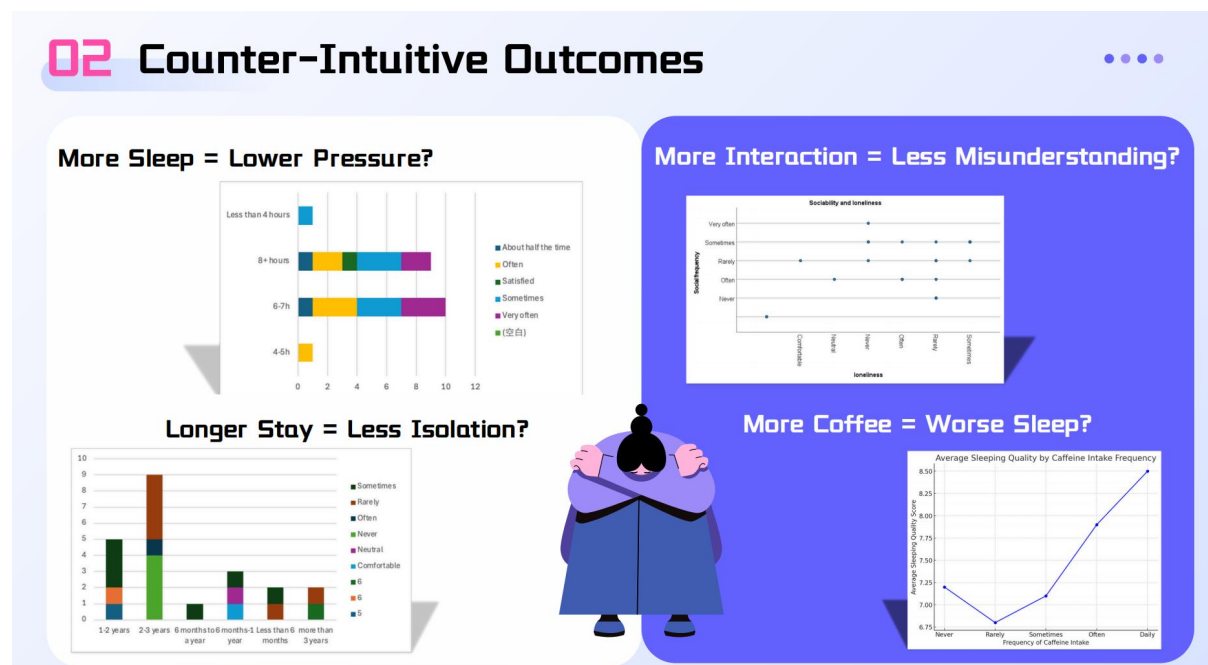 02 Counter-Intuitive Outcomes
More Sleep = Lower Pressure?
Less than 4 hours
8+ hours
6-7h
4-5h
0 2 4 6 8 10 12
About half the time
Often
Satisfied
Sometimes
Very often
(空白)
More Interaction = Less Misunderstanding?
Sociability and loneliness
Socialfrequency
Very often
Sometimes
Rarely
Often
Never
Comfortable
Neutral
Never
Often
Rarely
Sometimes
loneliness
Longer Stay = Less Isolation?
10
9
8
7
6
5
4
3
2
1
0
1-2 years 2-3 years 6 months to 6 months-1 Less than 6 more than
a year year months 3 years
Sometimes
Rarely
Often
Never
Neutral
Comfortable
6
6
5
More Coffee = Worse Sleep?
Average Sleeping Quality by Caffeine Intake Frequency
Average Sleeping Quality Score
8.50
8.25
8.00
7.75
7.50
7.25
7.00
6.75
Never Rarely Sometimes Often Daily
Frequency of Caffeine Intake